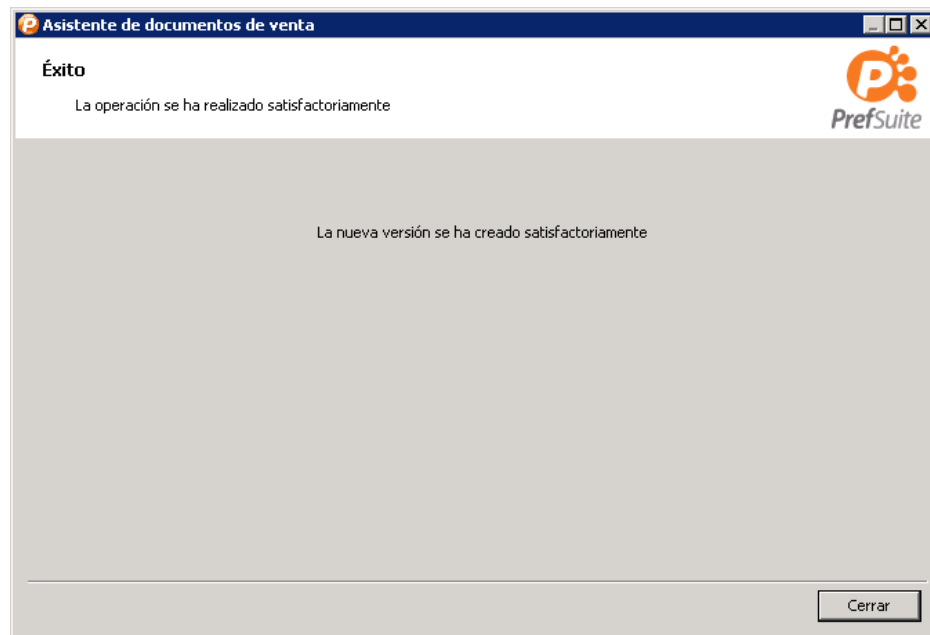 Asistente de documentos de venta
Éxito
La operación se ha realizado satisfactoriamente
PrefSuite
La nueva versión se ha creado satisfactoriamente
Cerrar